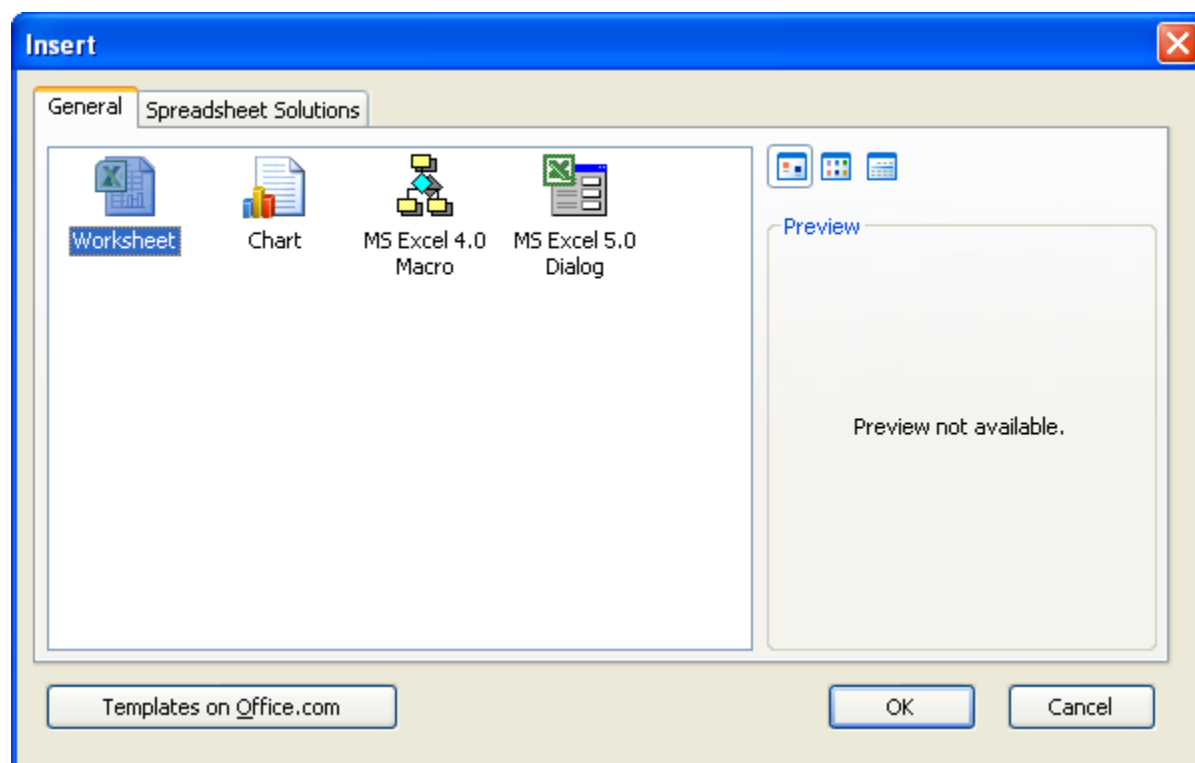 Insert
General
Spreadsheet Solutions
Worksheet
Chart
MS Excel 4.0
Macro
MS Excel 5.0
Dialog
Preview
Preview not available.
Templates on Office.com
OK
Cancel